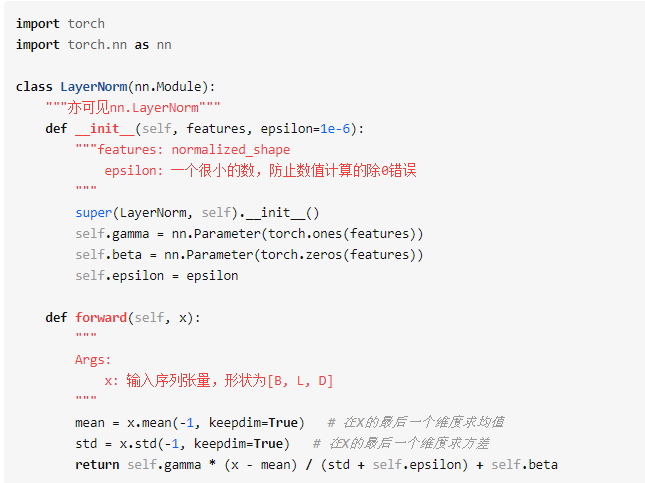 import torch
import torch.nn as nn

class LayerNorm(nn.Module):
    """亦可见nn.LayerNorm"""
    def __init__(self, features, epsilon=1e-6):
        """features: normalized_shape
            epsilon: 一个很小的数，防止数值计算的除0错误
        """
        super(LayerNorm, self).__init__()
        self.gamma = nn.Parameter(torch.ones(features))
        self.beta = nn.Parameter(torch.zeros(features))
        self.epsilon = epsilon

    def forward(self, x):
        """
        Args:
            x: 输入序列张量，形状为[B, L, D]
        """
        mean = x.mean(-1, keepdim=True)   # 在X的最后一个维度求均值
        std = x.std(-1, keepdim=True)   # 在X的最后一个维度求方差
        return self.gamma * (x - mean) / (std + self.epsilon) + self.beta